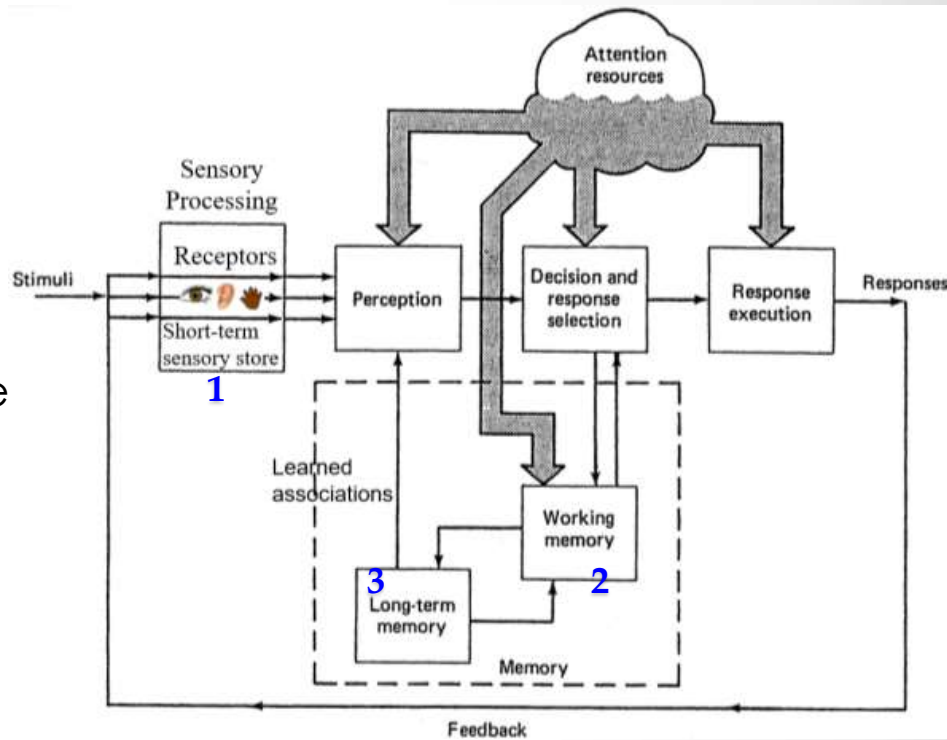 Attention
resources
Sensory
Processing
Receptors
Stimuli
Short-term
sensory store
1
Perception
Decision and
response
selection
Response
execution
Responses
e
Learned
associations
Working
memory
2
3
Long-term
memory
Memory
Feedback